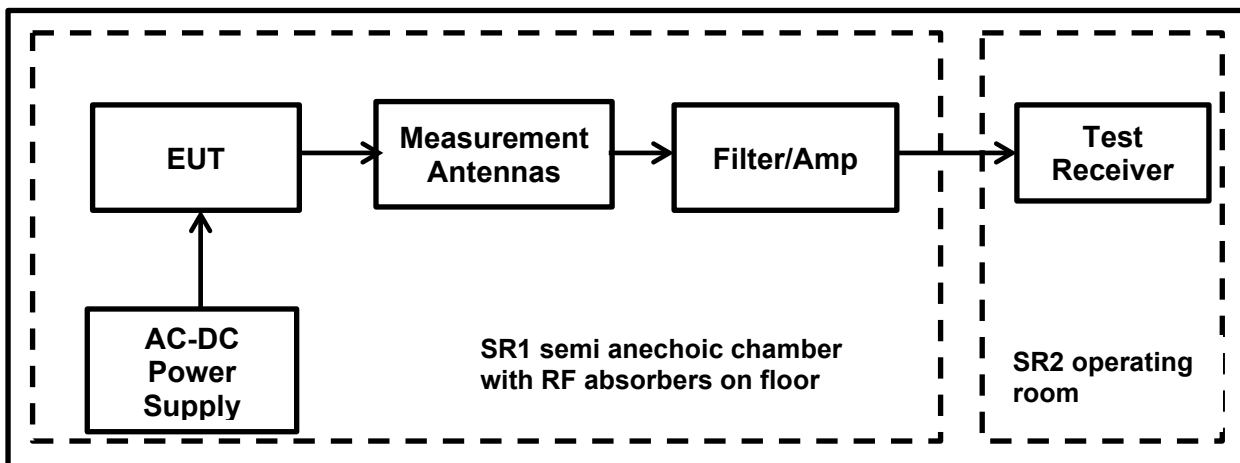 EUT
Measurement
Antennas
Filter/Amp
Test
Receiver
AC-DC
Power
Supply
SR1 semi anechoic chamber
with RF absorbers on floor
SR2 operating
room